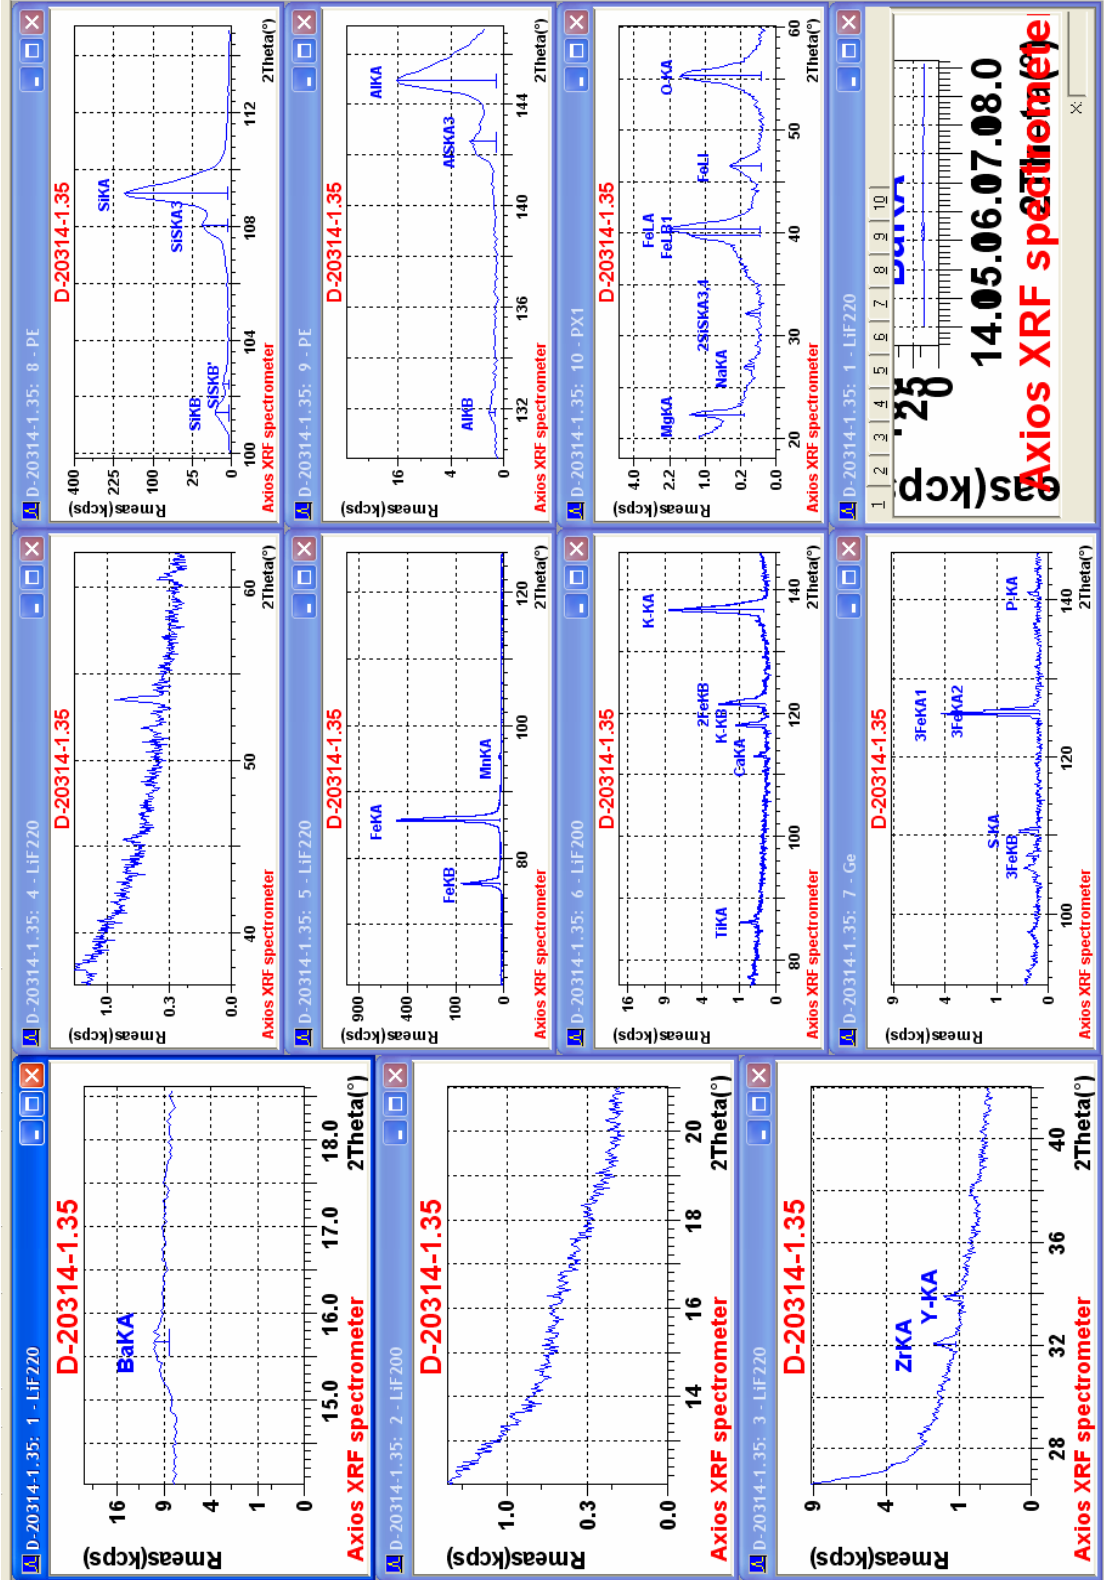 D-20314-1.35: 1 - LiF220
D-20314-1.35
Rmeas(kcps
16
9
4
1
0
BaKA
15.0 16.0 17.0 18.0
2Theta(°)
Axios XRF spectrometer
D-20314-1.35: 2 - LiF200
D-20314-1.35
Rmeas(kcps
1.0
0.3
0.0
14 16 18 20
2Theta(°)
Axios XRF spectrometer
D-20314-1.35: 3 - LiF220
D-20314-1.35
Rmeas(kcps
9
4
1
0
ZrKA
Y-KA
28 32 36 40
2Theta(°)
Axios XRF spectrometer
D-20314-1.35: 4 - LiF220
D-20314-1.35
Rmeas(kcps)
1.0
0.3
0.0
40 50 60
2Theta(°)
Axios XRF spectrometer
D-20314-1.35: 5 - LiF220
D-20314-1.35
Rmeas(kcps)
900
400
100
0
FeKB
FeKA
MnKA
80 100 120
2Theta(°)
Axios XRF spectrometer
D-20314-1.35: 6 - LiF200
D-20314-1.35
Rmeas(kcps)
16
9
4
1
0
TiKA
CaKA
K-KB
2FeKB
K-KA
80 100 120 140
2Theta(°)
Axios XRF spectrometer
D-20314-1.35: 7 - Ge
D-20314-1.35
Rmeas(kcps)
9
4
1
0
3FeKB
S-KA
3FeKA1
3FeKA2
P-KA
100 120 140
2Theta(°)
Axios XRF spectrometer
D-20314-1.35: 8 - PE
D-20314-1.35
Rmeas(kcps)
400
225
100
25
0
SiKB
SiSKB'
SiSKA3
SiKA
100 104 108 112
2Theta(°)
Axios XRF spectrometer
D-20314-1.35: 9 - PE
D-20314-1.35
Rmeas(kcps)
16
4
0
AlKB
AlSKA3
AlKA
132 136 140 144
2Theta(°)
Axios XRF spectrometer
D-20314-1.35: 10 - PX1
D-20314-1.35
Rmeas(kcps)
4.0
2.2
1.0
0.2
0.0
MgKA
NaKA
2SiSKA3,4
FeLA
FeLB1
FeLl
O-KA
20 30 40 50 60
2Theta(°)
Axios XRF spectrometer
D-20314-1.35: 1 - LiF220
1 2 3 4 5 6 7 8 9 10
BaKA
25
0
14.05.06.07.08.0
2Theta(°)
Axios XRF spectromete
X: